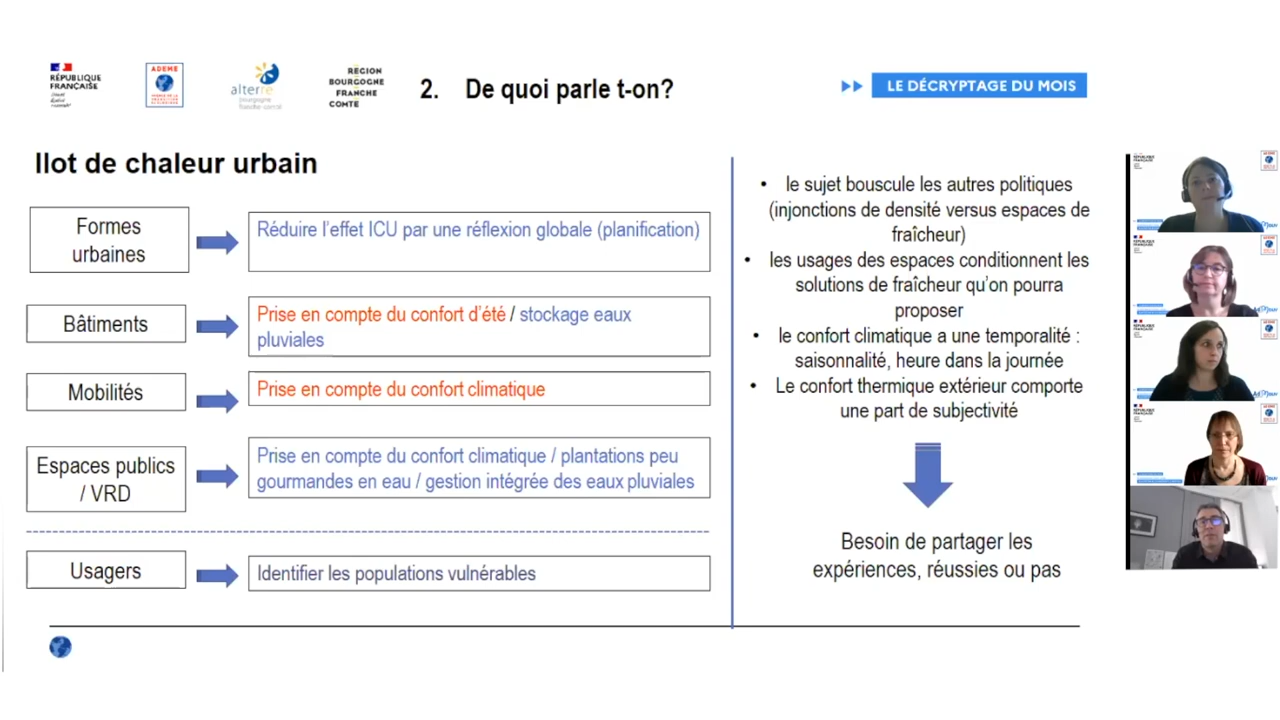 RÉPUBLIQUE
FRANÇAISE
ADEME
alterre
bourgogne
franche-comté
RÉGION
BOURGOGNE
FRANCHE
COMTÉ
2. De quoi parle t-on?
LE DÉCRYPTAGE DU MOIS
Ilot de chaleur urbain
Formes
urbaines
Réduire l'effet ICU par une réflexion globale (planification)
Bâtiments
Prise en compte du confort d'été / stockage eaux
pluviales
Mobilités
Prise en compte du confort climatique
Espaces publics
/ VRD
Prise en compte du confort climatique / plantations peu
gourmandes en eau / gestion intégrée des eaux pluviales
Usagers
Identifier les populations vulnérables
• le sujet bouscule les autres politiques
(injonctions de densité versus espaces de
fraîcheur)
• les usages des espaces conditionnent les
solutions de fraîcheur qu'on pourra
proposer
• le confort climatique a une temporalité :
saisonnalité, heure dans la journée
• Le confort thermique extérieur comporte
une part de subjectivité
Besoin de partager les
expériences, réussies ou pas